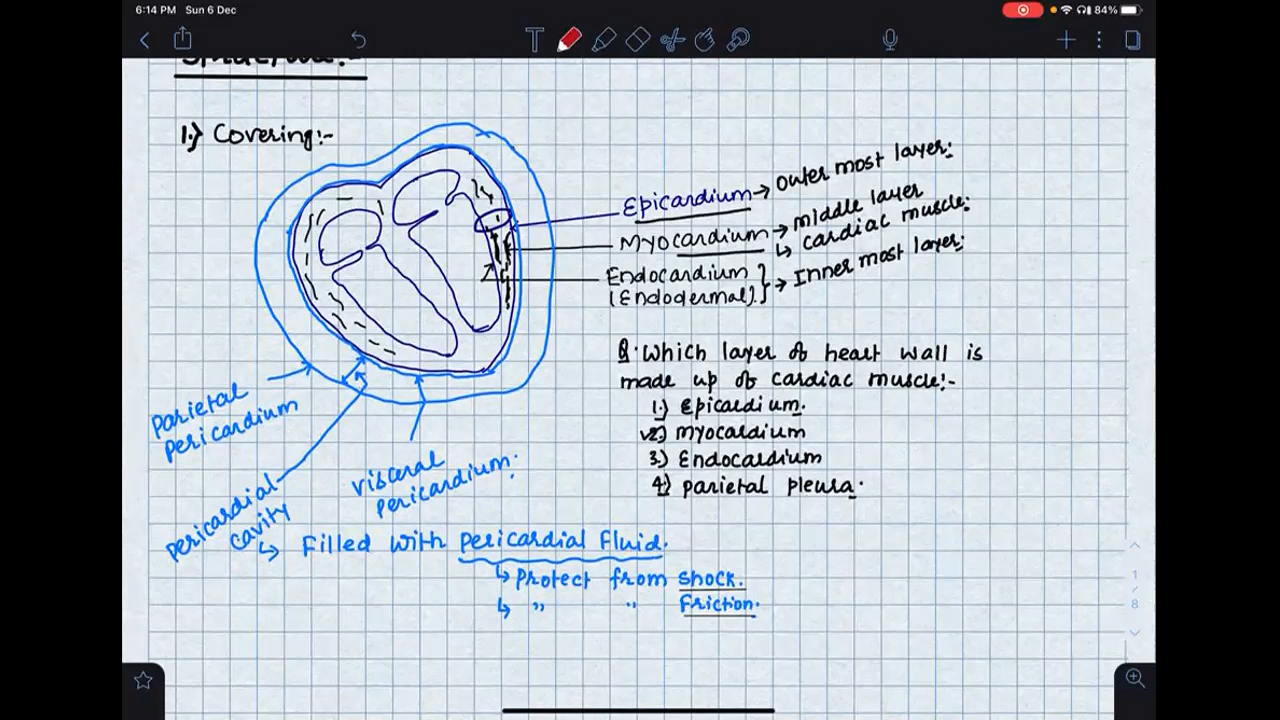 6:14 PM Sun 6 Dec
84%
1.) Covering:-
Epicardium → outer most layer:
Myocardium → middle layer
↳ cardiac muscle:
Endocardium
(Endodermal) } → Inner most layer:
Q. Which layer of heart wall is
made up of cardiac muscle:-
1.) Epicardium.
✓2.) Myocardium
3.) Endocardium
4.) parietal pleura.
parietal
pericardium
visceral
pericardium:
pericardial
cavity
↳ Filled with pericardial Fluid.
↳ Protect from shock.
↳ " " Friction.
1
/
8